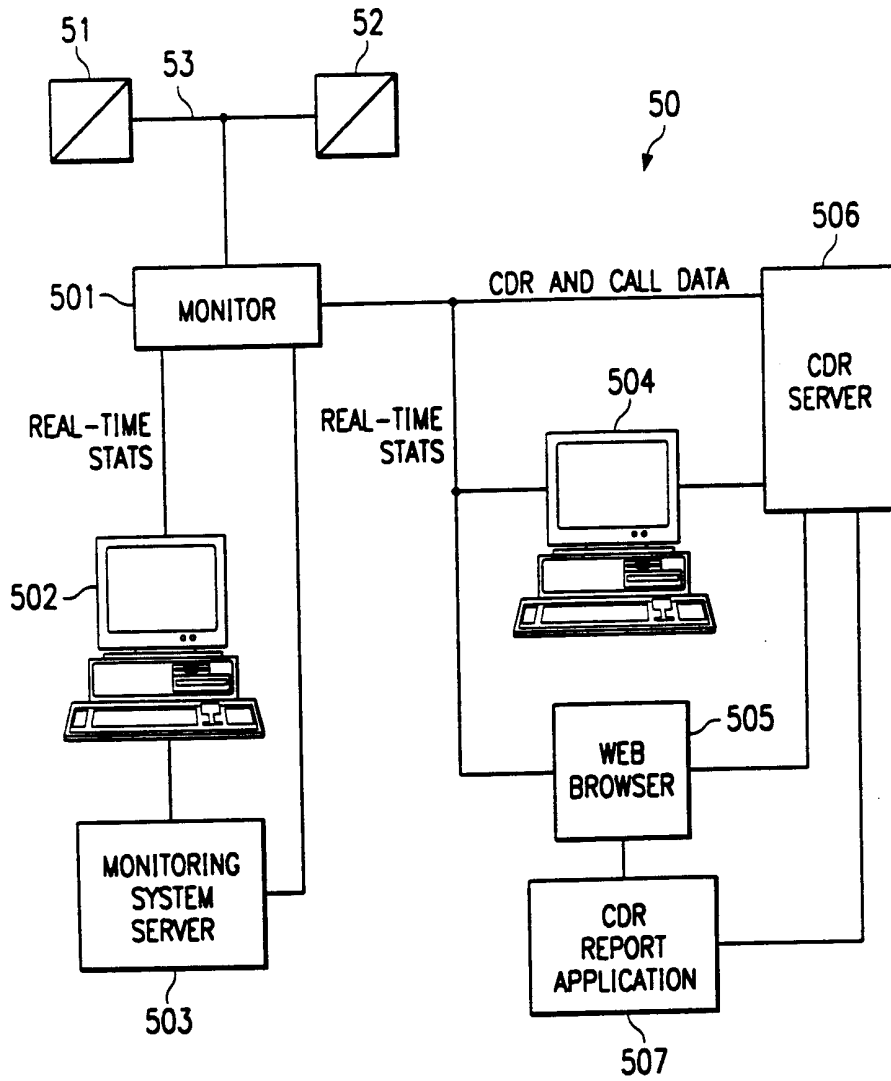 51
53
52
50
506
501
MONITOR
CDR AND CALL DATA
CDR
SERVER
REAL-TIME
STATS
REAL-TIME
STATS
504
502
505
WEB
BROWSER
MONITORING
SYSTEM
SERVER
CDR
REPORT
APPLICATION
503
507